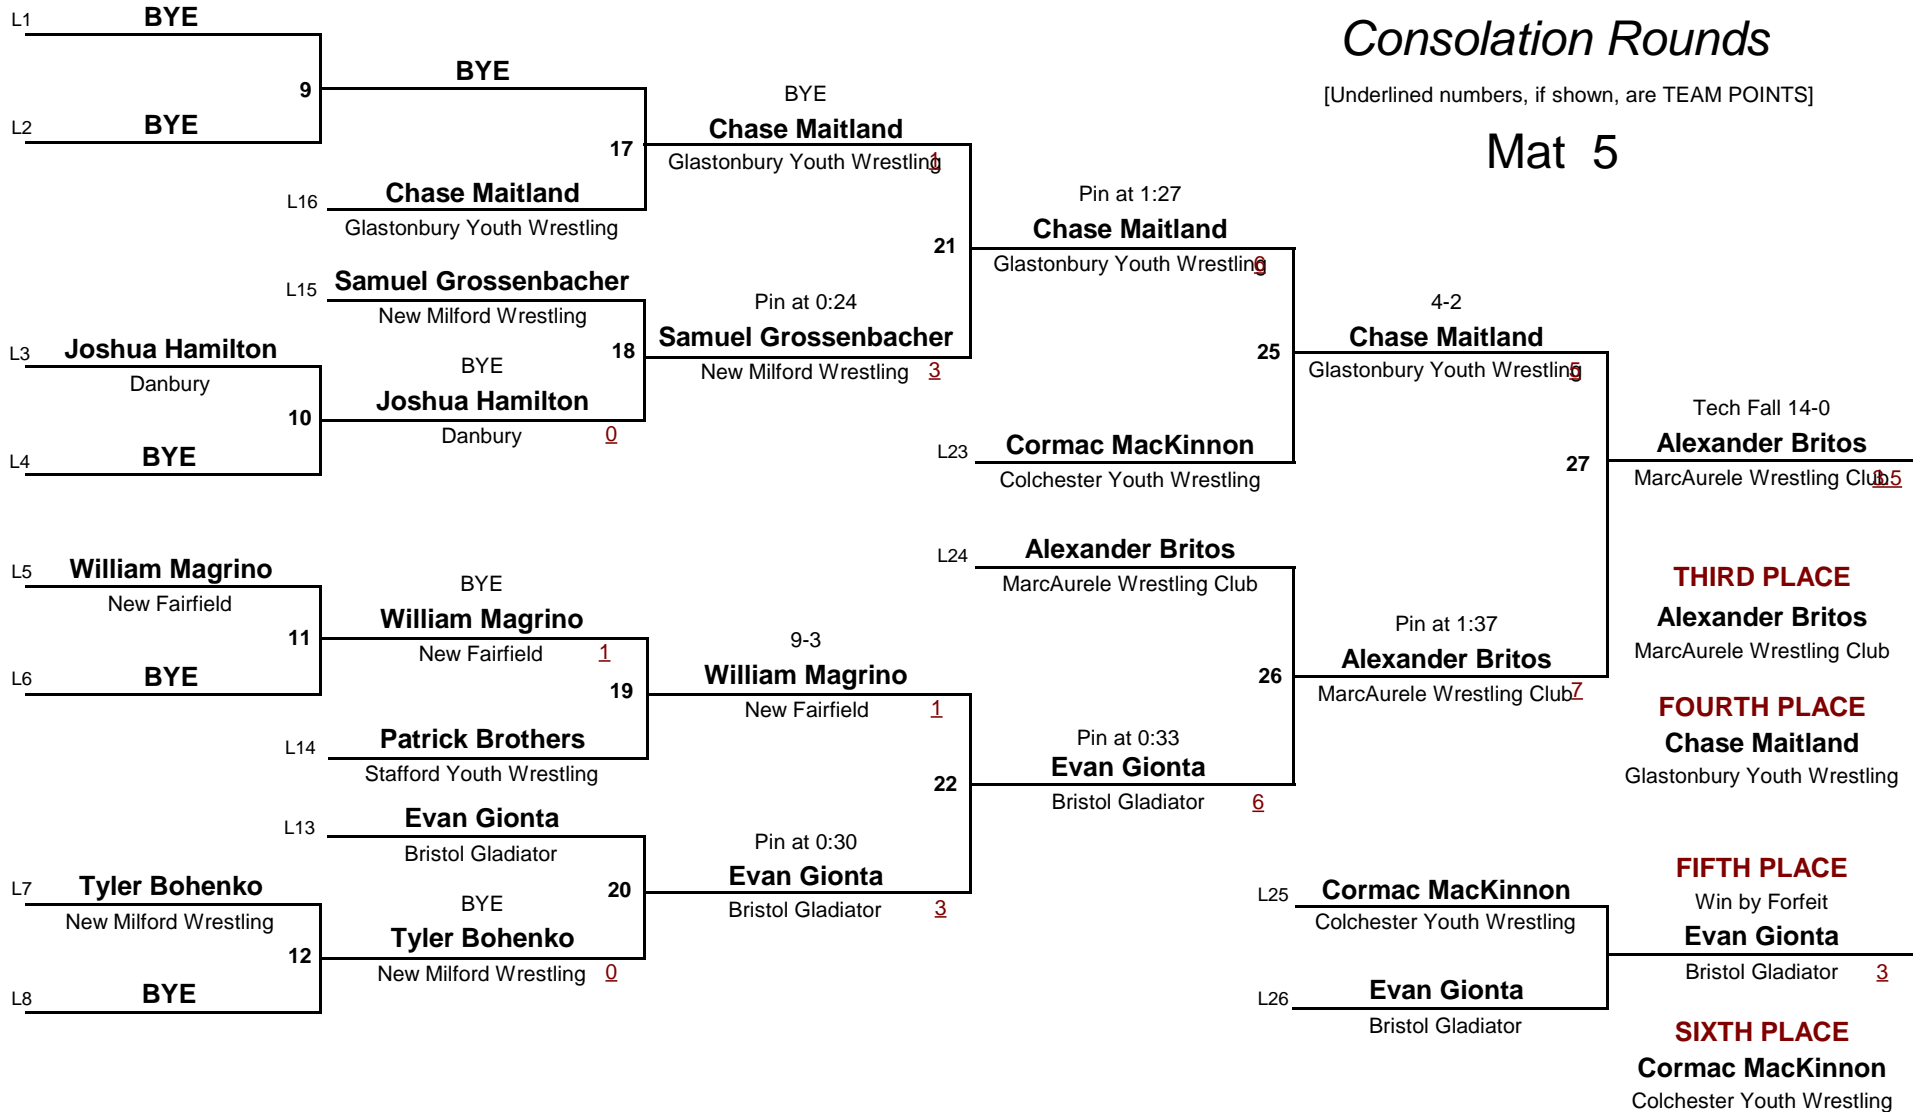 Consolation Rounds
[Underlined numbers, if shown, are TEAM POINTS]
Mat 5
L1 BYE
9
L2 BYE
BYE
17
L16 Chase Maitland
Glastonbury Youth Wrestling
BYE
Chase Maitland
Glastonbury Youth Wrestling 1
L15 Samuel Grossenbacher
New Milford Wrestling
L3 Joshua Hamilton
Danbury
10
L4 BYE
BYE
Joshua Hamilton
Danbury 0
18
Pin at 0:24
Samuel Grossenbacher
New Milford Wrestling 3
21
Pin at 1:27
Chase Maitland
Glastonbury Youth Wrestling 6
L23 Cormac MacKinnon
Colchester Youth Wrestling
25
4-2
Chase Maitland
Glastonbury Youth Wrestling 5
L5 William Magrino
New Fairfield
11
L6 BYE
BYE
William Magrino
New Fairfield 1
19
L14 Patrick Brothers
Stafford Youth Wrestling
9-3
William Magrino
New Fairfield 1
L13 Evan Gionta
Bristol Gladiator
L7 Tyler Bohenko
New Milford Wrestling
12
L8 BYE
BYE
Tyler Bohenko
New Milford Wrestling 0
20
Pin at 0:30
Evan Gionta
Bristol Gladiator 3
22
Pin at 0:33
Evan Gionta
Bristol Gladiator 6
L24 Alexander Britos
MarcAurele Wrestling Club
26
Pin at 1:37
Alexander Britos
MarcAurele Wrestling Club 7
27
Tech Fall 14-0
Alexander Britos
MarcAurele Wrestling Club 3.5
THIRD PLACE
Alexander Britos
MarcAurele Wrestling Club
FOURTH PLACE
Chase Maitland
Glastonbury Youth Wrestling
L25 Cormac MacKinnon
Colchester Youth Wrestling
L26 Evan Gionta
Bristol Gladiator
FIFTH PLACE
Win by Forfeit
Evan Gionta
Bristol Gladiator 3
SIXTH PLACE
Cormac MacKinnon
Colchester Youth Wrestling